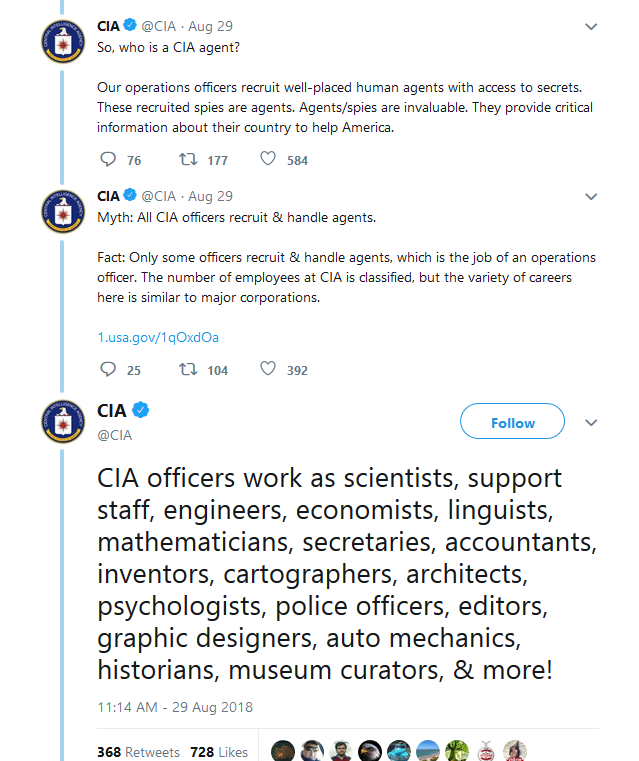 CIA @CIA · Aug 29
So, who is a CIA agent?
Our operations officers recruit well-placed human agents with access to secrets.
These recruited spies are agents. Agents/spies are invaluable. They provide critical
information about their country to help America.
76 177 584
CIA @CIA · Aug 29
Myth: All CIA officers recruit & handle agents.
Fact: Only some officers recruit & handle agents, which is the job of an operations
officer. The number of employees at CIA is classified, but the variety of careers
here is similar to major corporations.
1.usa.gov/1qOxdOa
25 104 392
CIA
Follow
@CIA
CIA officers work as scientists, support
staff, engineers, economists, linguists,
mathematicians, secretaries, accountants,
inventors, cartographers, architects,
psychologists, police officers, editors,
graphic designers, auto mechanics,
historians, museum curators, & more!
11:14 AM - 29 Aug 2018
368 Retweets 728 Likes